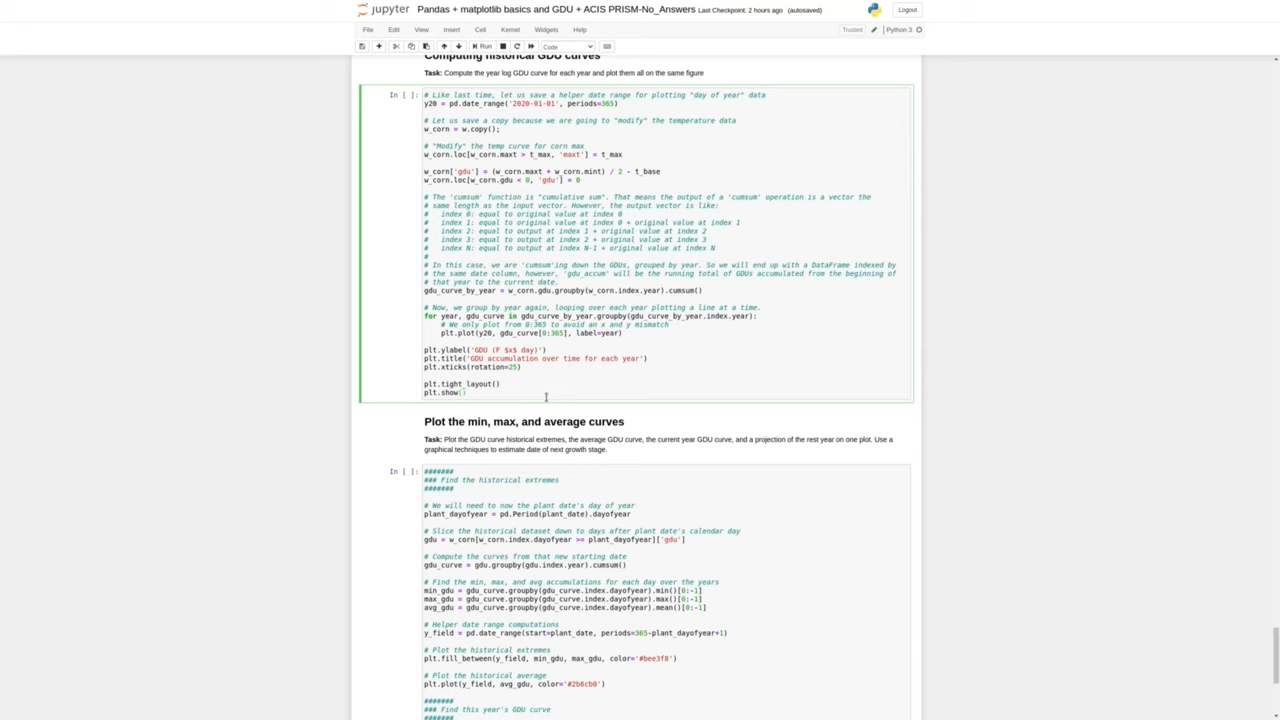 jupyter Pandas + matplotlib basics and GDU + ACIS PRISM-No_Answers Last Checkpoint: 2 hours ago (autosaved) Logout
File Edit View Insert Cell Kernel Widgets Help Trusted Python 3
Run Code
Computing historical GDU curves
Task: Compute the year log GDU curve for each year and plot them all on the same figure
In [ ]: # Like last time, let us save a helper date range for plotting "day of year" data
y20 = pd.date_range('2020-01-01', periods=365)
# Let us save a copy because we are going to "modify" the temperature data
w_corn = w.copy();
# "Modify" the temp curve for corn max
w_corn.loc[w_corn.maxt > t_max, 'maxt'] = t_max
w_corn['gdu'] = (w_corn.maxt + w_corn.mint) / 2 - t_base
w_corn.loc[w_corn.gdu < 0, 'gdu'] = 0
# The 'cumsum' function is "cumulative sum". That means the output of a 'cumsum' operation is a vector the
# same length as the input vector. However, the output vector is like:
#   index 0: equal to original value at index 0
#   index 1: equal to original value at index 0 + original value at index 1
#   index 2: equal to output at index 1 + original value at index 2
#   index 3: equal to output at index 2 + original value at index 3
#   index N: equal to output at index N-1 + original value at index N
#
# In this case, we are 'cumsum'ing down the GDUs, grouped by year. So we will end up with a DataFrame indexed by
# the same date column, however, 'gdu_accum' will be the running total of GDUs accumulated from the beginning of
# that year to the current date.
gdu_curve_by_year = w_corn.gdu.groupby(w_corn.index.year).cumsum()
# Now, we group by year again, looping over each year plotting a line at a time.
for year, gdu_curve in gdu_curve_by_year.groupby(gdu_curve_by_year.index.year):
    # We only plot from 0:365 to avoid an x and y mismatch
    plt.plot(y20, gdu_curve[0:365], label=year)
plt.ylabel('GDU (F $x$ day)')
plt.title('GDU accumulation over time for each year')
plt.xticks(rotation=25)
plt.tight_layout()
plt.show()
Plot the min, max, and average curves
Task: Plot the GDU curve historical extremes, the average GDU curve, the current year GDU curve, and a projection of the rest year on one plot. Use a
graphical techniques to estimate date of next growth stage.
In [ ]: #######
### Find the historical extremes
#######
# We will need to now the plant date's day of year
plant_dayofyear = pd.Period(plant_date).dayofyear
# Slice the historical dataset down to days after plant date's calendar day
gdu = w_corn[w_corn.index.dayofyear >= plant_dayofyear]['gdu']
# Compute the curves from that new starting date
gdu_curve = gdu.groupby(gdu.index.year).cumsum()
# Find the min, max, and avg accumulations for each day over the years
min_gdu = gdu_curve.groupby(gdu_curve.index.dayofyear).min()[0:-1]
max_gdu = gdu_curve.groupby(gdu_curve.index.dayofyear).max()[0:-1]
avg_gdu = gdu_curve.groupby(gdu_curve.index.dayofyear).mean()[0:-1]
# Helper date range computations
y_field = pd.date_range(start=plant_date, periods=365-plant_dayofyear+1)
# Plot the historical extremes
plt.fill_between(y_field, min_gdu, max_gdu, color='#bee3f8')
# Plot the historical average
plt.plot(y_field, avg_gdu, color='#2b6cb0')
#######
### Find this year's GDU curve
#######